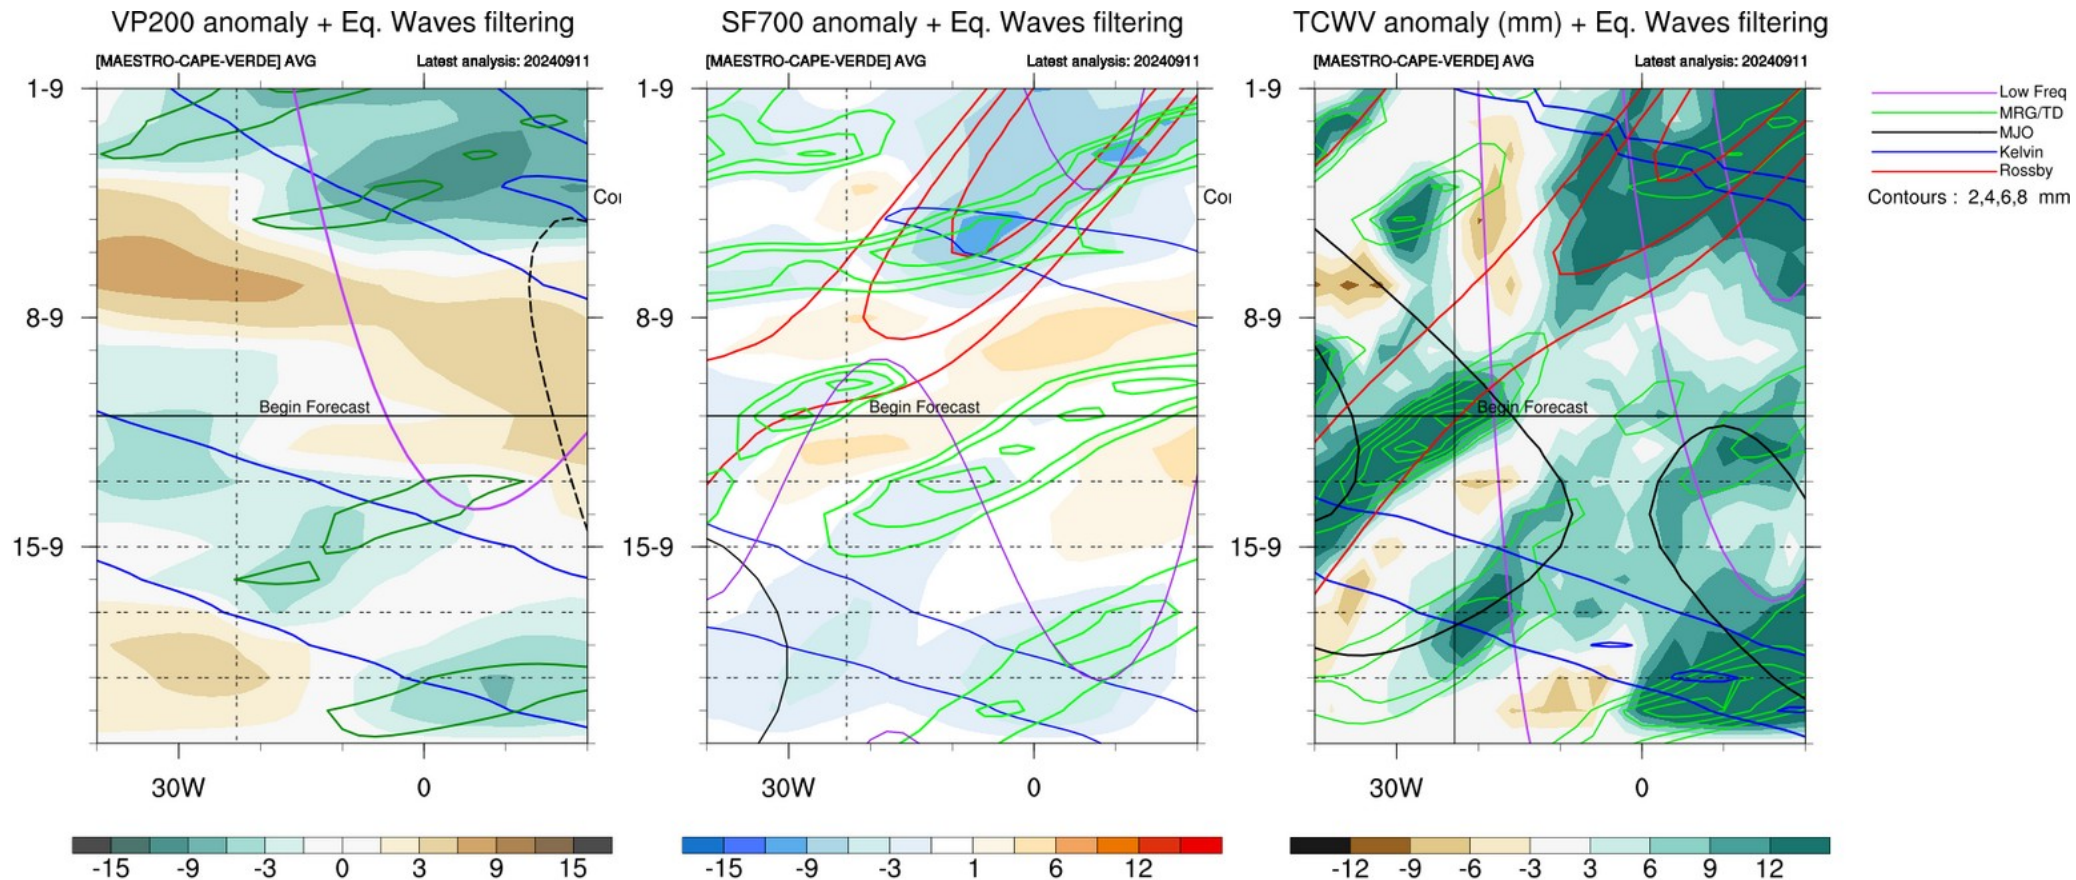 VP200 anomaly + Eq. Waves filtering
[MAESTRO-CAPE-VERDE] AVG
Latest analysis: 20240911
1-9
8-9
15-9
Begin Forecast
Coi
30W
0
-15 -9 -3 0 3 9 15
SF700 anomaly + Eq. Waves filtering
[MAESTRO-CAPE-VERDE] AVG
Latest analysis: 20240911
1-9
8-9
15-9
Begin Forecast
Coi
30W
0
-15 -9 -3 1 6 12
TCWV anomaly (mm) + Eq. Waves filtering
[MAESTRO-CAPE-VERDE] AVG
Latest analysis: 20240911
1-9
8-9
15-9
Begin Forecast
30W
0
-12 -9 -6 -3 3 6 9 12
Low Freq
MRG/TD
MJO
Kelvin
Rossby
Contours : 2,4,6,8 mm